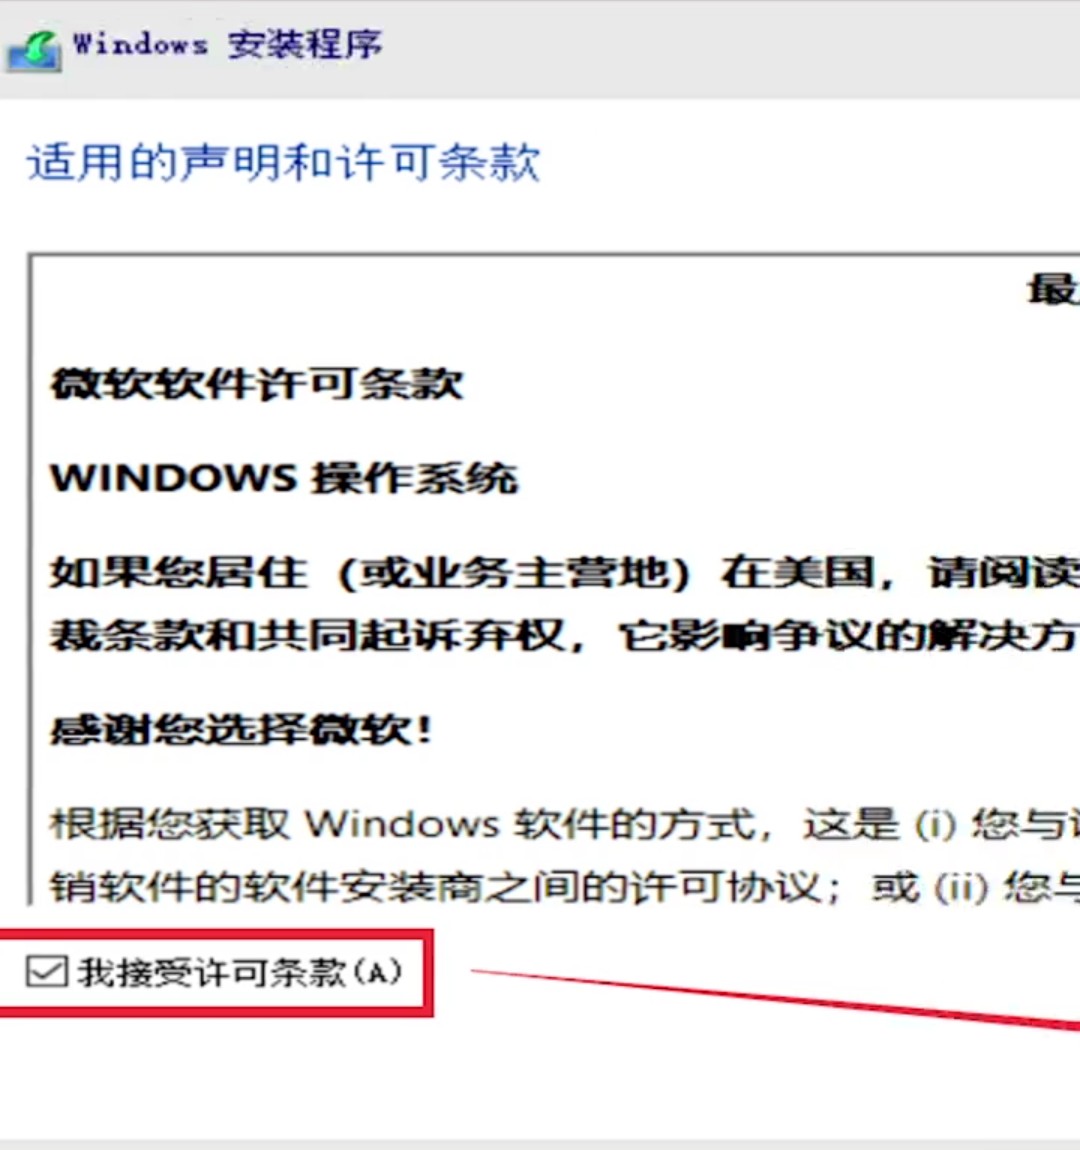 Windows 安装程序
适用的声明和许可条款
最
微软软件许可条款
WINDOWS 操作系统
如果您居住（或业务主营地）在美国，请阅读
裁条款和共同起诉弃权，它影响争议的解决方
感谢您选择微软！
根据您获取 Windows 软件的方式，这是 (i) 您与
销软件的软件安装商之间的许可协议；或 (ii) 您与
我接受许可条款(A)